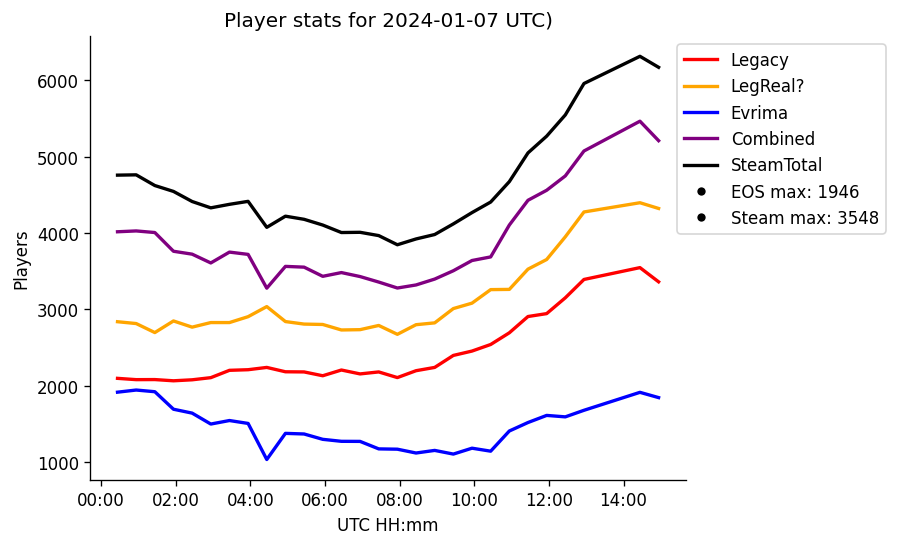 Player stats for 2024-01-07 UTC)
Legacy
LegReal?
Evrima
Combined
SteamTotal
EOS max: 1946
Steam max: 3548
6000
5000
4000
3000
2000
1000
Players
00:00 02:00 04:00 06:00 08:00 10:00 12:00 14:00
UTC HH:mm